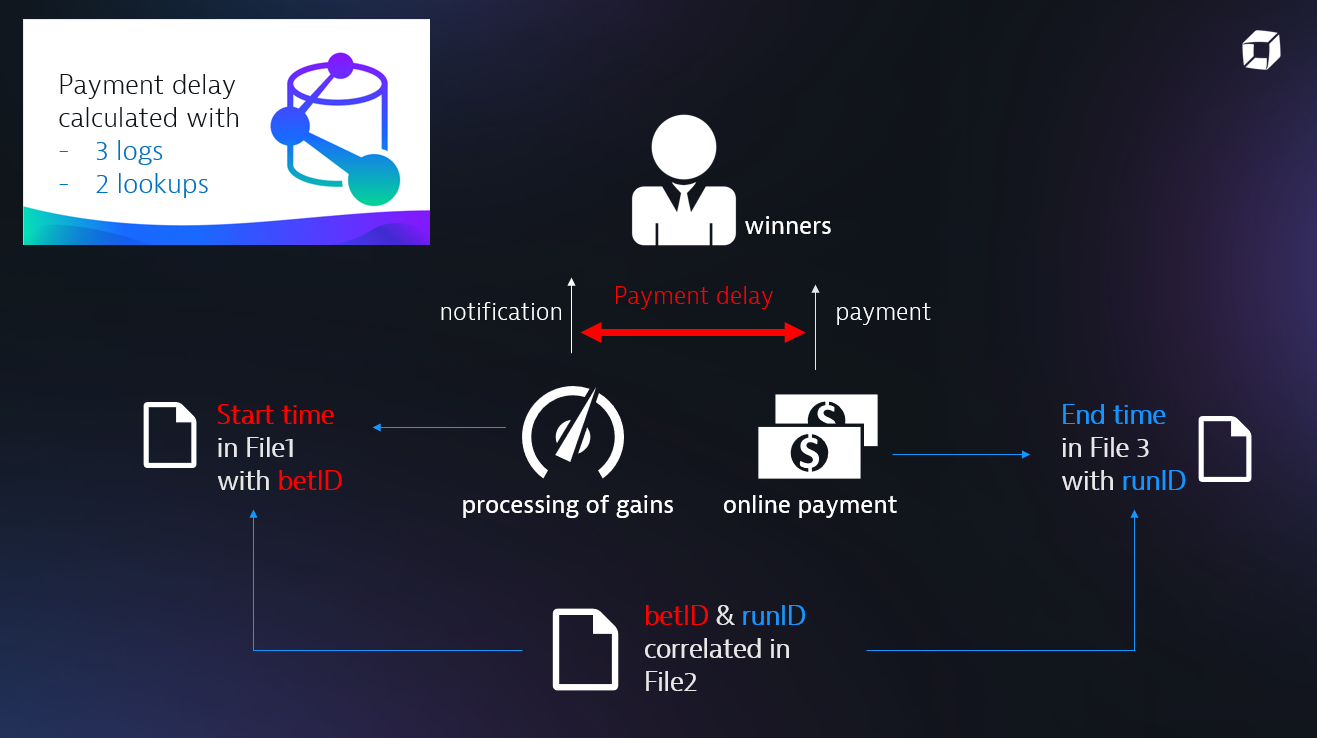 Payment delay
calculated with
- 3 logs
- 2 lookups
winners
notification
Payment delay
payment
Start time
in File1
with betID
processing of gains
online payment
End time
in File 3
with runID
betID & runID
correlated in
File2